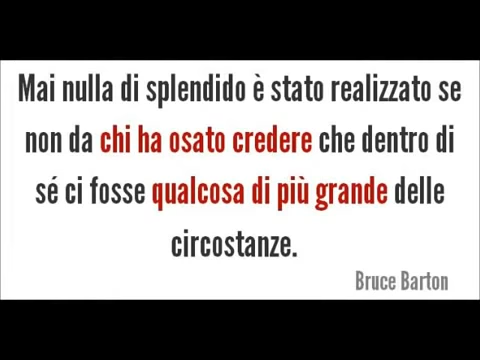 Mai nulla di splendido è stato realizzato se
non da chi ha osato credere che dentro di
sé ci fosse qualcosa di più grande delle
circostanze.
Bruce Barton